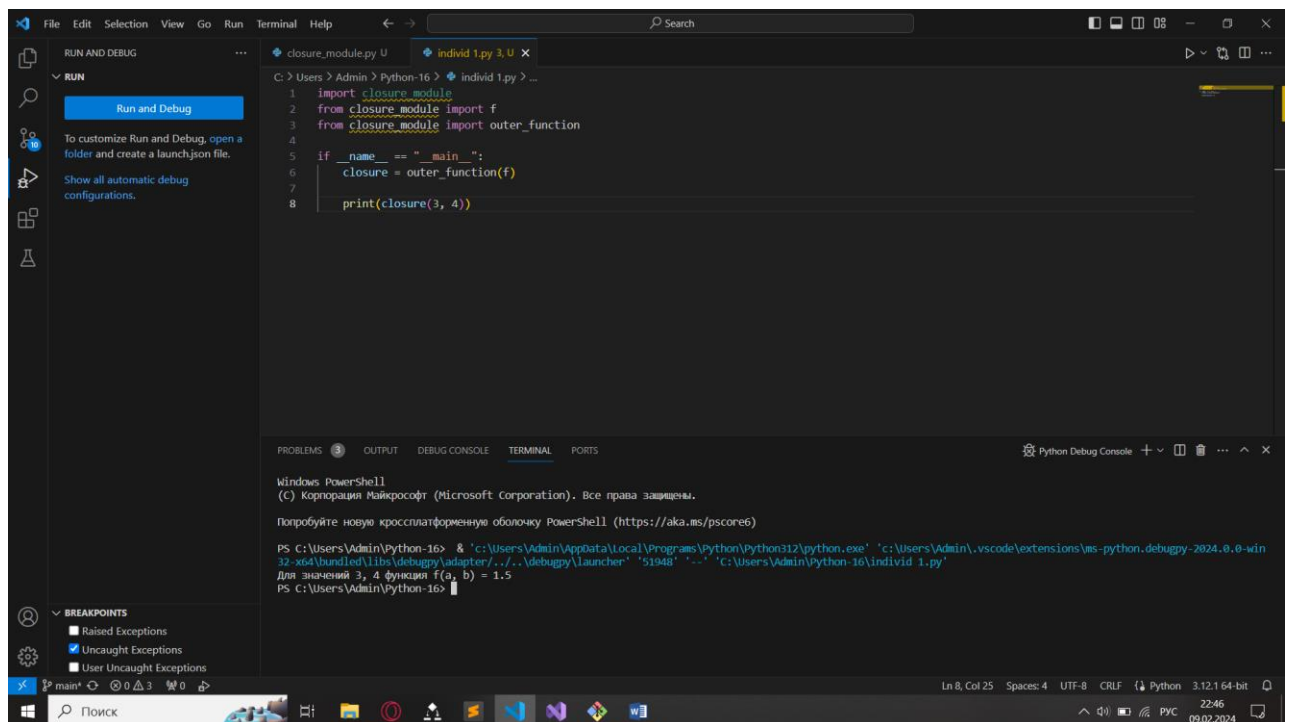 File Edit Selection View Go Run Terminal Help
Search
RUN AND DEBUG
closure_module.py U
individ 1.py 3, U
RUN
C: > Users > Admin > Python-16 > individ 1.py > ...
Run and Debug
To customize Run and Debug, open a
folder and create a launch.json file.
Show all automatic debug
configurations.
10
1 import closure_module
2 from closure_module import f
3 from closure_module import outer_function
4
5 if __name__ == "__main__":
6 closure = outer_function(f)
7
8 print(closure(3, 4))
PROBLEMS 3 OUTPUT DEBUG CONSOLE TERMINAL PORTS
Python Debug Console
Windows PowerShell
(C) Корпорация Майкрософт (Microsoft Corporation). Все права защищены.
Попробуйте новую кроссплатформенную оболочку PowerShell (https://aka.ms/pscore6)
PS C:\Users\Admin\Python-16> & 'c:\Users\Admin\AppData\Local\Programs\Python\Python312\python.exe' 'c:\Users\Admin\.vscode\extensions\ms-python.debugpy-2024.0.0-win
32-x64\bundled\libs\debugpy\adapter/../..\debugpy\launcher' '51948' '--' 'C:\Users\Admin\Python-16\individ 1.py'
Для значений 3, 4 функция f(a, b) = 1.5
PS C:\Users\Admin\Python-16>
BREAKPOINTS
Raised Exceptions
Uncaught Exceptions
User Uncaught Exceptions
main* 0 3 0
Ln 8, Col 25 Spaces: 4 UTF-8 CRLF Python 3.12.1 64-bit
Поиск
РУС
22:46
09.02.2024